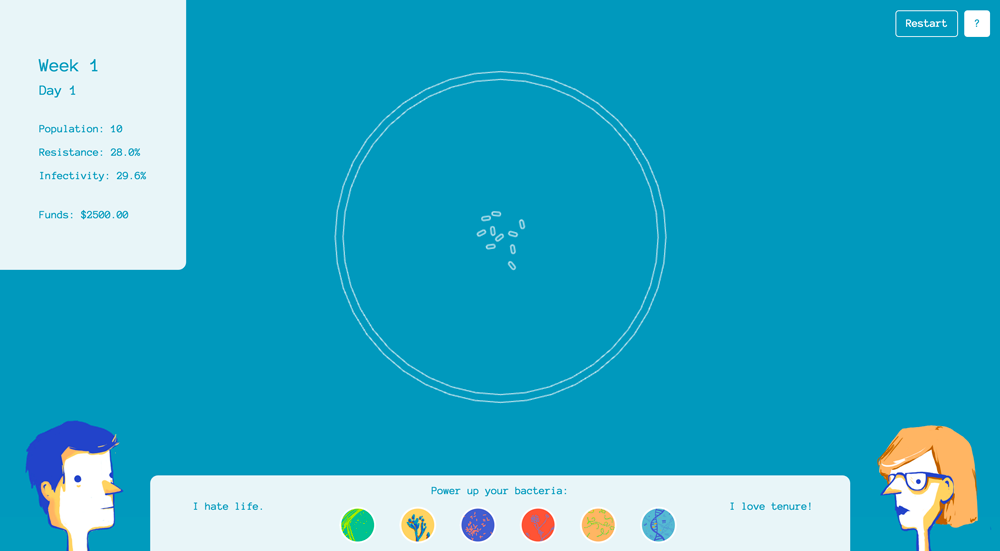 Restart
?
Week 1
Day 1
Population: 10
Resistance: 28.0%
Infectivity: 29.6%
Funds: $2500.00
Power up your bacteria:
I hate life.
I love tenure!